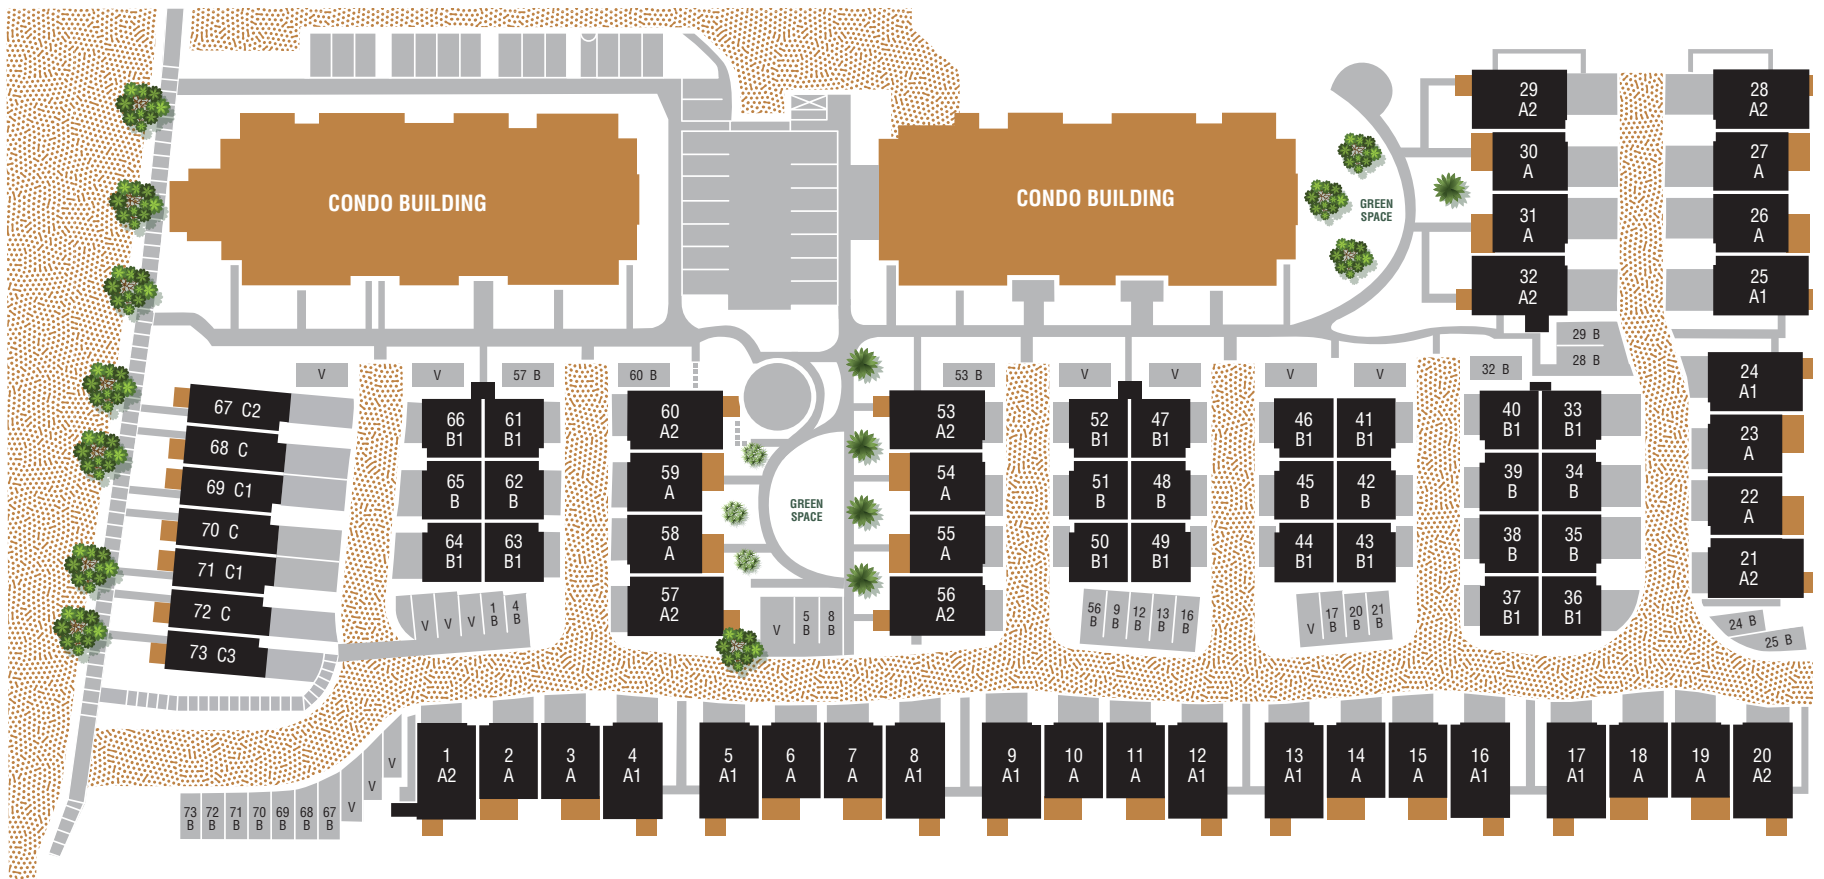 CONDO BUILDING
CONDO BUILDING
GREEN
SPACE
29
A2
30
A
31
A
32
A2
28
A2
27
A
26
A
25
A1
29 B
28 B
32 B
V
V
57 B
60 B
53 B
V
V
V
V
67 C2
68 C
69 C1
70 C
71 C1
72 C
73 C3
66
B1
61
B1
65
B
62
B
64
B1
63
B1
V
V
V
1
B
4
B
60
A2
59
A
58
A
57
A2
GREEN
SPACE
V
5
B
8
B
53
A2
54
A
55
A
56
A2
52
B1
47
B1
51
B
48
B
50
B1
49
B1
56
B
9
B
12
B
13
B
16
B
46
B1
41
B1
45
B
42
B
44
B1
43
B1
V
17
B
20
B
21
B
40
B1
33
B1
39
B
34
B
38
B
35
B
37
B1
36
B1
24
A1
23
A
22
A
21
A2
24 B
25 B
73
B
72
B
71
B
70
B
69
B
68
B
67
B
V
V
V
1
A2
2
A
3
A
4
A1
5
A1
6
A
7
A
8
A1
9
A1
10
A
11
A
12
A1
13
A1
14
A
15
A
16
A1
17
A1
18
A
19
A
20
A2